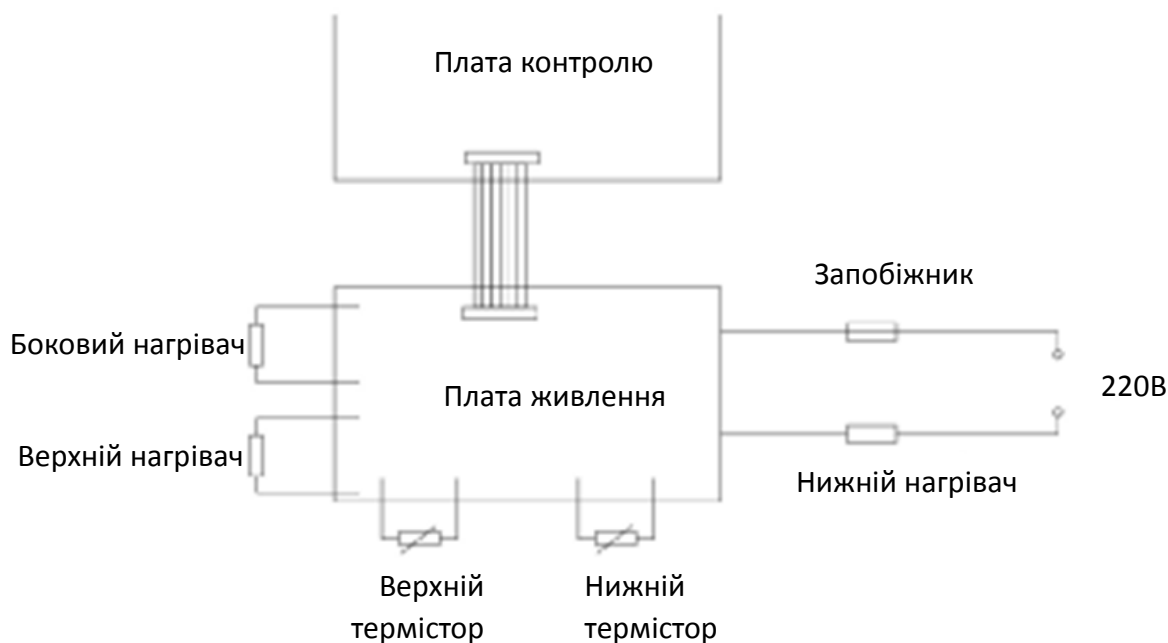 Плата контролю
Запобіжник
Боковий нагрівач
220В
Плата живлення
Верхній нагрівач
Нижній нагрівач
Верхній
термістор
Нижній
термістор